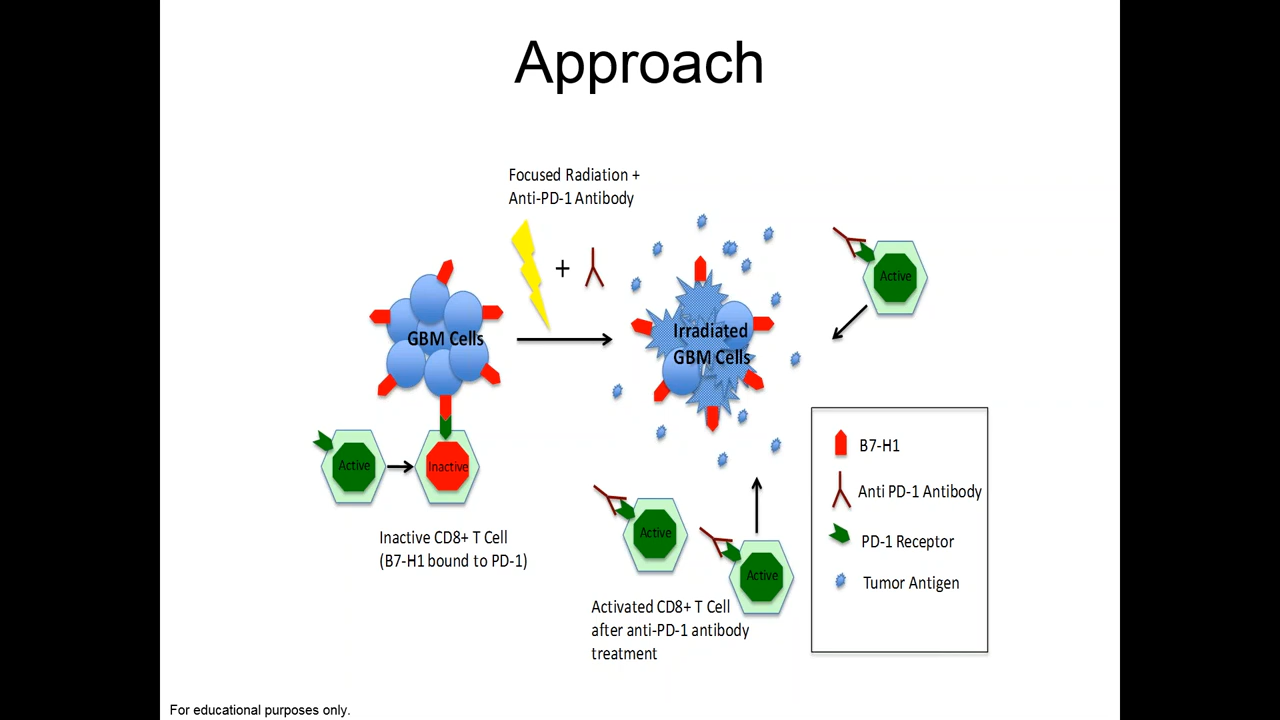 Approach
Focused Radiation +
Anti-PD-1 Antibody
+
GBM Cells
Irradiated
GBM Cells
Active
Active
Inactive
Inactive CD8+ T Cell
(B7-H1 bound to PD-1)
Active
Active
Activated CD8+ T Cell
after anti-PD-1 antibody
treatment
B7-H1
Anti PD-1 Antibody
PD-1 Receptor
Tumor Antigen
For educational purposes only.